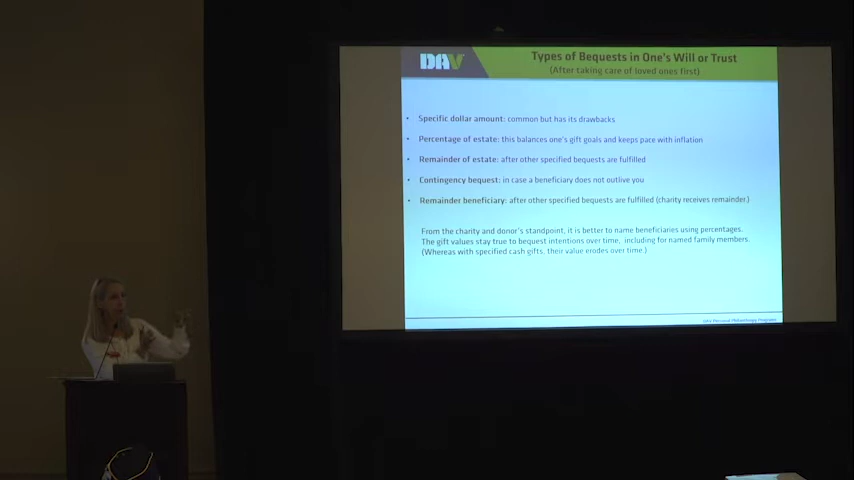 DAV
Types of Bequests in One's Will or Trust
(After taking care of loved ones first)
• Specific dollar amount: common but has its drawbacks
• Percentage of estate: this balances one's gift goals and keeps pace with inflation
• Remainder of estate: after other specified bequests are fulfilled
• Contingency bequest: in case a beneficiary does not outlive you
• Remainder beneficiary: after other specified bequests are fulfilled (charity receives remainder)
From the charity and donor's standpoint, it is better to name beneficiaries using percentages.
The gift values stay true to bequest intentions over time, including for named family members.
(Whereas with specified cash gifts, their value erodes over time.)
DAV Personal Philanthropy Program